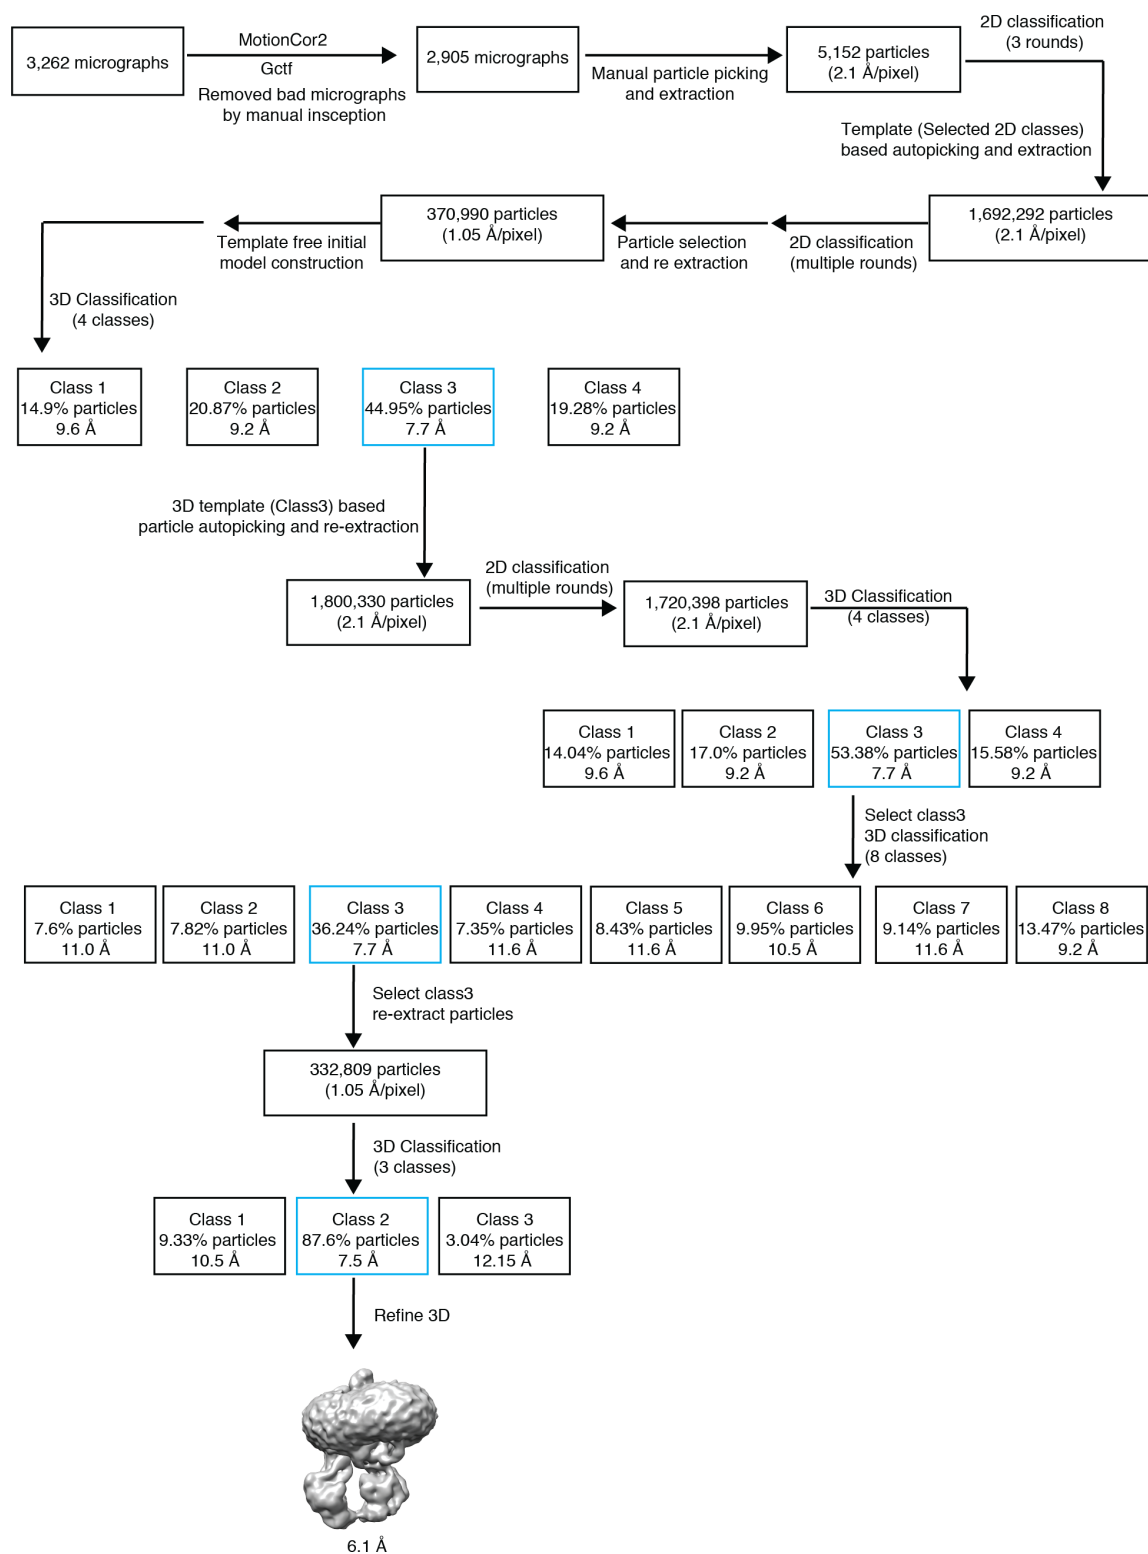 3,262 micrographs
MotionCor2
Gctf
Removed bad micrographs
by manual insception
2,905 micrographs
Manual particle picking
and extraction
5,152 particles
(2.1 Å/pixel)
2D classification
(3 rounds)
Template (Selected 2D classes)
based autopicking and extraction
1,692,292 particles
(2.1 Å/pixel)
2D classification
(multiple rounds)
Particle selection
and re extraction
370,990 particles
(1.05 Å/pixel)
Template free initial
model construction
3D Classification
(4 classes)
Class 1
14.9% particles
9.6 Å
Class 2
20.87% particles
9.2 Å
Class 3
44.95% particles
7.7 Å
Class 4
19.28% particles
9.2 Å
3D template (Class3) based
particle autopicking and re-extraction
1,800,330 particles
(2.1 Å/pixel)
2D classification
(multiple rounds)
1,720,398 particles
(2.1 Å/pixel)
3D Classification
(4 classes)
Class 1
14.04% particles
9.6 Å
Class 2
17.0% particles
9.2 Å
Class 3
53.38% particles
7.7 Å
Class 4
15.58% particles
9.2 Å
Select class3
3D classification
(8 classes)
Class 1
7.6% particles
11.0 Å
Class 2
7.82% particles
11.0 Å
Class 3
36.24% particles
7.7 Å
Class 4
7.35% particles
11.6 Å
Class 5
8.43% particles
11.6 Å
Class 6
9.95% particles
10.5 Å
Class 7
9.14% particles
11.6 Å
Class 8
13.47% particles
9.2 Å
Select class3
re-extract particles
332,809 particles
(1.05 Å/pixel)
3D Classification
(3 classes)
Class 1
9.33% particles
10.5 Å
Class 2
87.6% particles
7.5 Å
Class 3
3.04% particles
12.15 Å
Refine 3D
6.1 Å